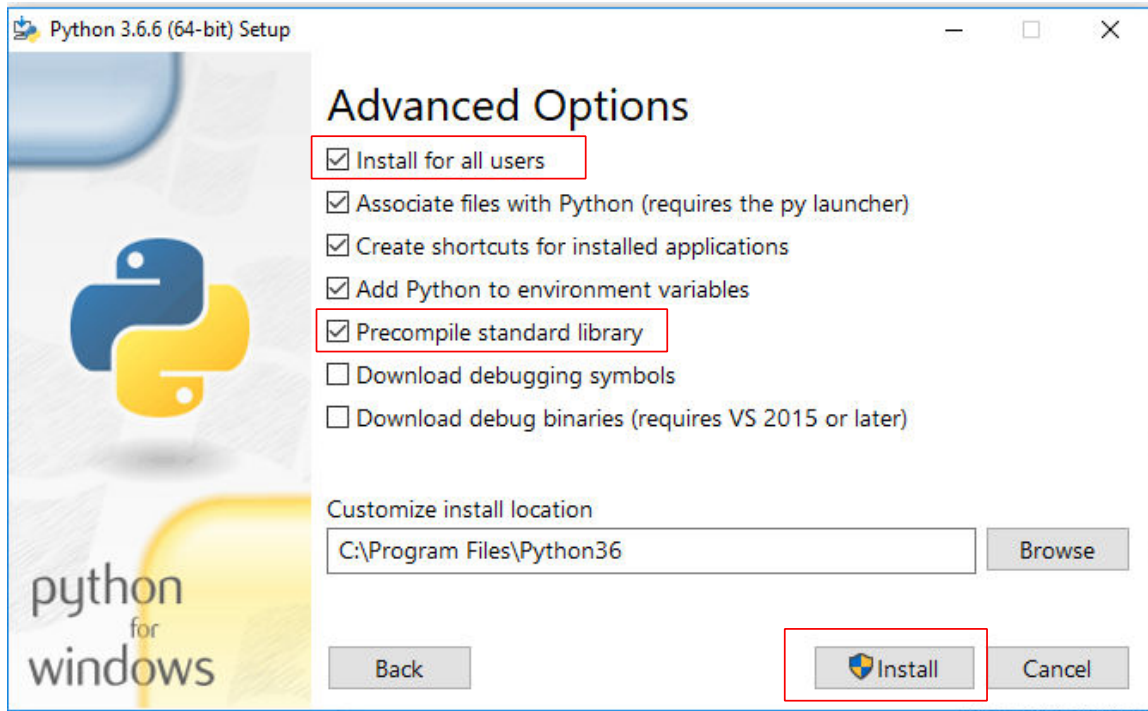 Python 3.6.6 (64-bit) Setup
Advanced Options
Install for all users
Associate files with Python (requires the py launcher)
Create shortcuts for installed applications
Add Python to environment variables
Precompile standard library
Download debugging symbols
Download debug binaries (requires VS 2015 or later)
Customize install location
C:\Program Files\Python36
Browse
python
for
windows
Back
Install
Cancel